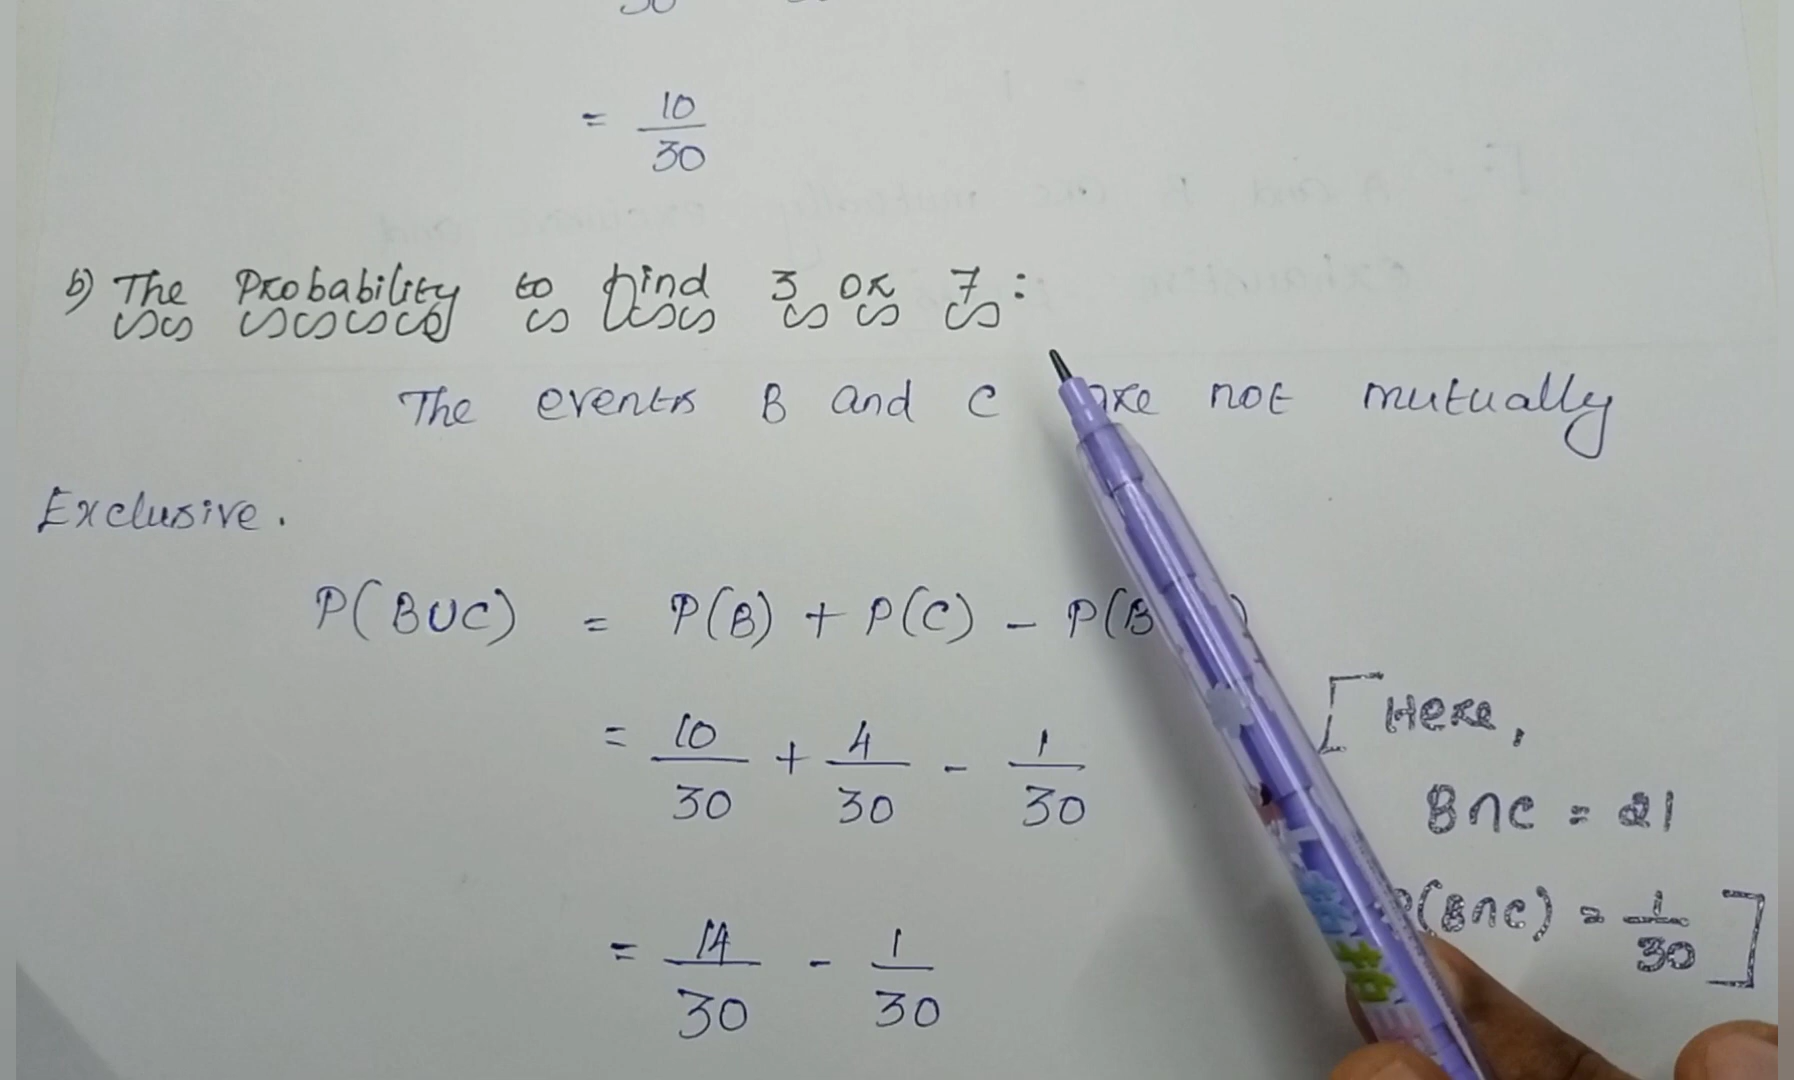 = 10/30
b) The Probability to find 3 or 7:
The events B and C are not mutually
Exclusive.
P(B∪C) = P(B) + P(C) - P(B )
= 10/30 + 4/30 - 1/30
[Here,
B∩C = 21
P(B∩C) = 1/30]
= 14/30 - 1/30